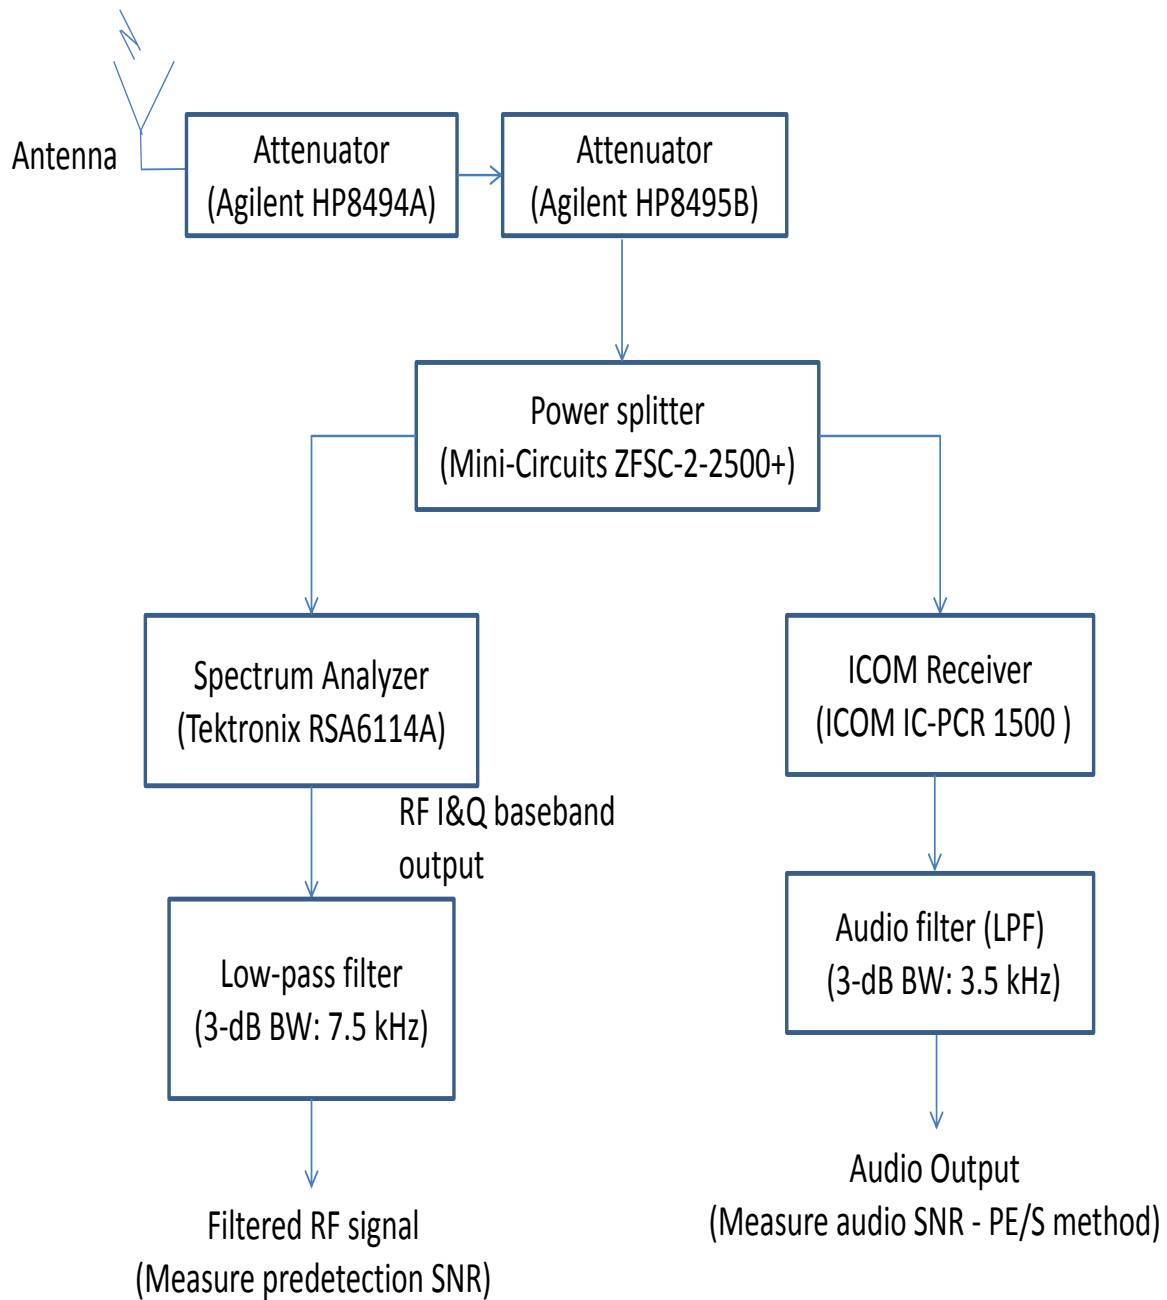 Antenna
Attenuator
(Agilent HP8494A)
Attenuator
(Agilent HP8495B)
Power splitter
(Mini-Circuits ZFSC-2-2500+)
Spectrum Analyzer
(Tektronix RSA6114A)
ICOM Receiver
(ICOM IC-PCR 1500 )
RF I&Q baseband
output
Low-pass filter
(3-dB BW: 7.5 kHz)
Audio filter (LPF)
(3-dB BW: 3.5 kHz)
Filtered RF signal
(Measure predetection SNR)
Audio Output
(Measure audio SNR - PE/S method)